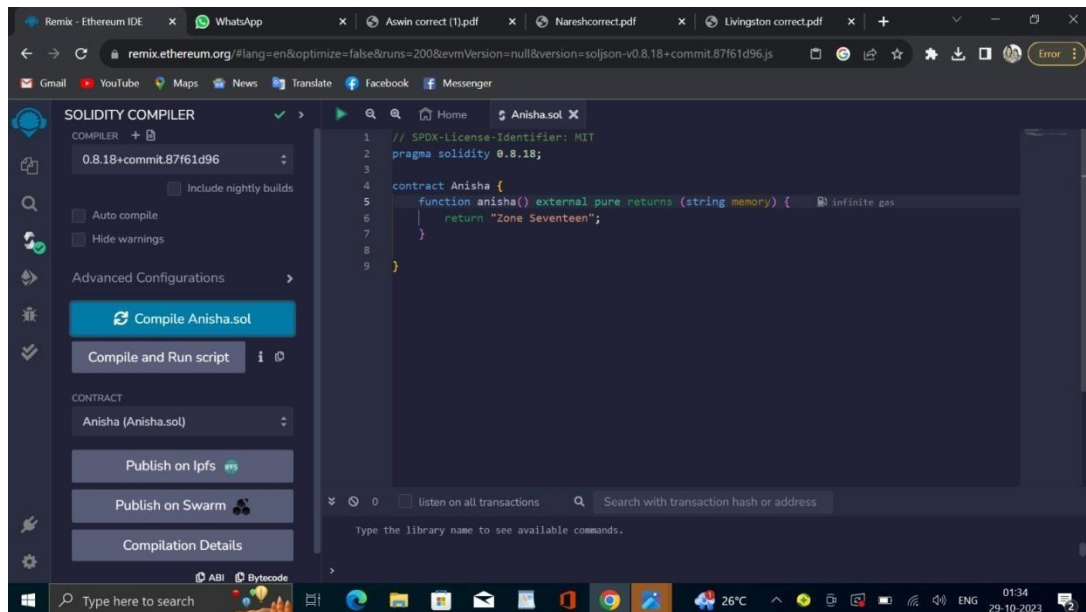 Remix - Ethereum IDE
WhatsApp
Aswin correct (1).pdf
Nareshcorrect.pdf
Livingston correct.pdf
remix.ethereum.org/#lang=en&optimize=false&runs=200&evmVersion=null&version=soljson-v0.8.18+commit.87f61d96.js
Error
Gmail
YouTube
Maps
News
Translate
Facebook
Messenger
SOLIDITY COMPILER
COMPILER
0.8.18+commit.87f61d96
Include nightly builds
Auto compile
Hide warnings
Advanced Configurations
Compile Anisha.sol
Compile and Run script
CONTRACT
Anisha (Anisha.sol)
Publish on Ipfs
Publish on Swarm
Compilation Details
ABI Bytecode
Home
Anisha.sol
1 // SPDX-License-Identifier: MIT
2 pragma solidity 0.8.18;
3
4 contract Anisha {
5 function anisha() external pure returns (string memory) { infinite gas
6 return "Zone Seventeen";
7 }
8
9 }
0 listen on all transactions
Search with transaction hash or address
Type the library name to see available commands.
>
Type here to search
26°C
ENG
01:34
29-10-2023